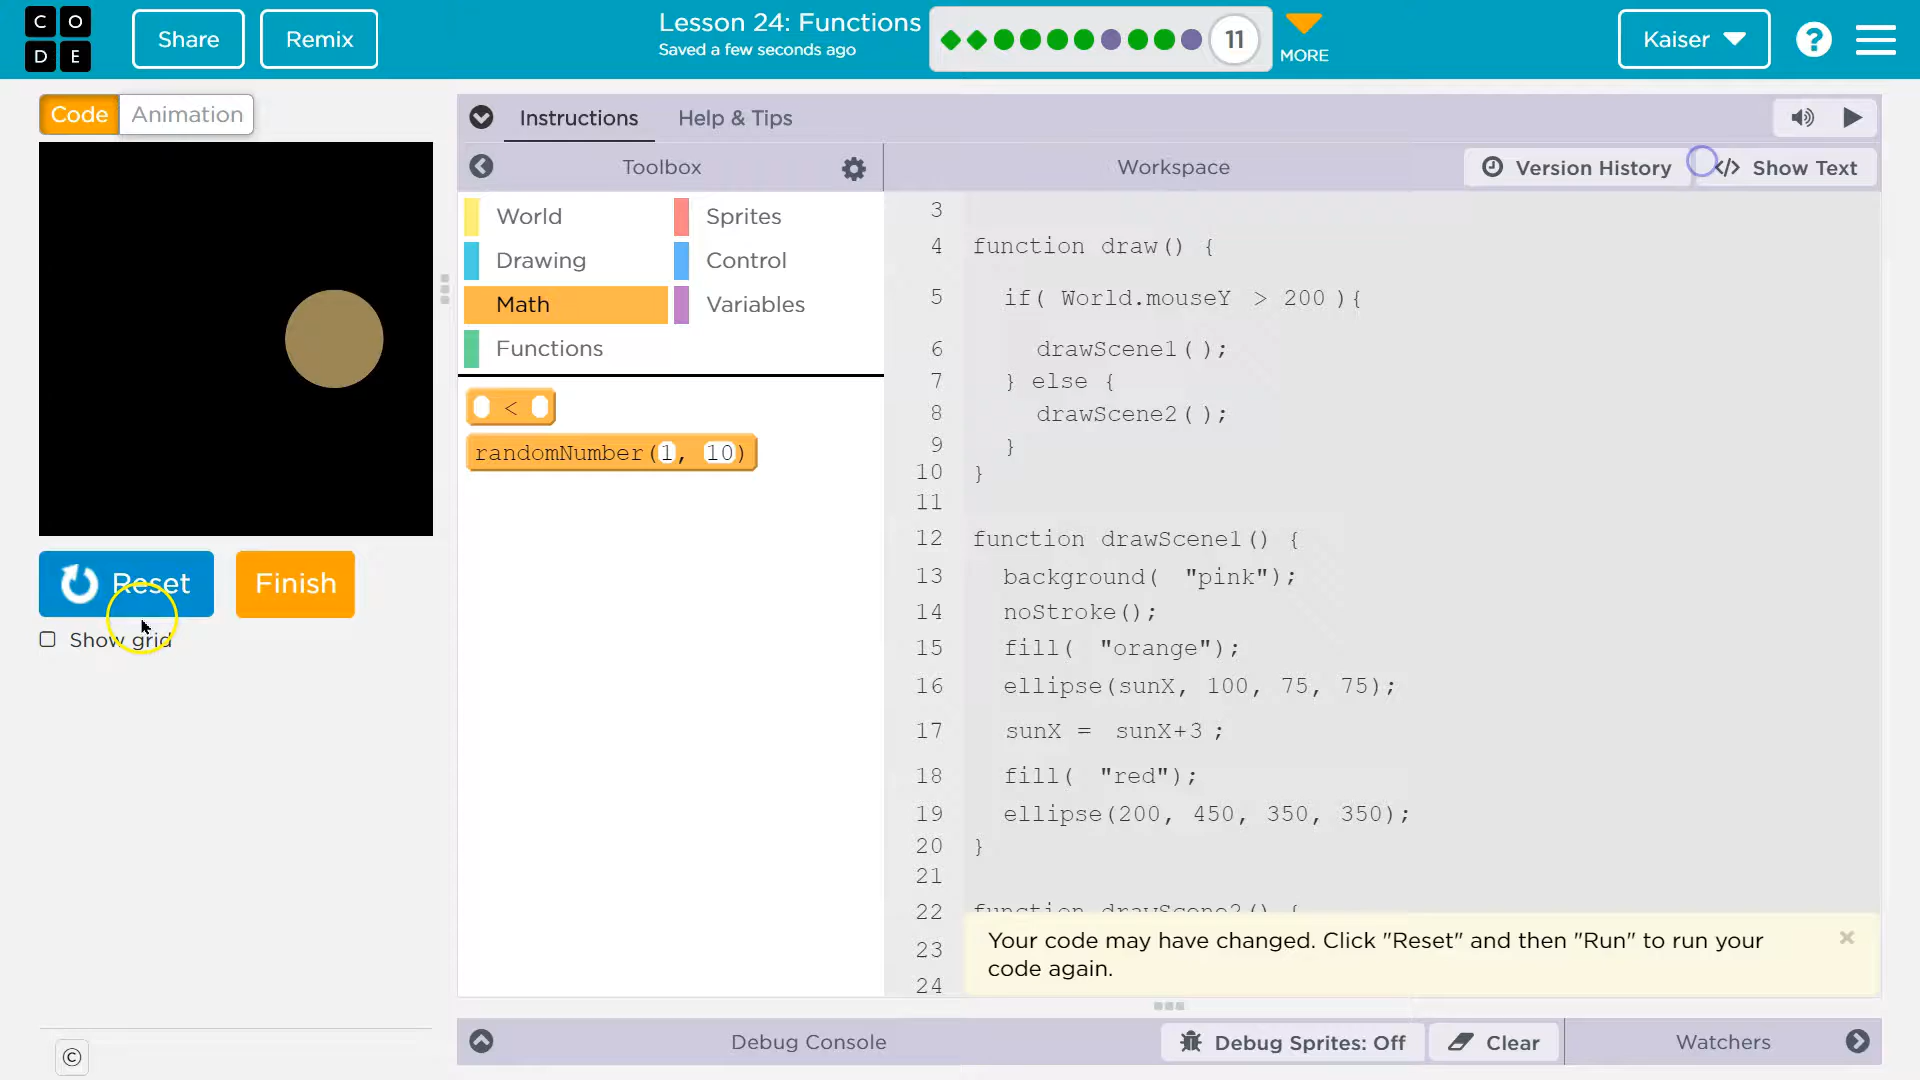 C O
D E
Share
Remix
Lesson 24: Functions
Saved a few seconds ago
11
MORE
Kaiser
?
Code
Animation
Instructions
Help & Tips
Toolbox
Workspace
Version History
</> Show Text
World
Sprites
Drawing
Control
Math
Variables
Functions
<
randomNumber(1, 10)
3
4 function draw() {
5 if( World.mouseY > 200 ){
6 drawScene1( );
7 } else {
8 drawScene2( );
9 }
10 }
11
12 function drawScene1() {
13 background( "pink");
14 noStroke();
15 fill( "orange");
16 ellipse(sunX, 100, 75, 75);
17 sunX = sunX+3 ;
18 fill( "red");
19 ellipse(200, 450, 350, 350);
20 }
21
22 function drawScene2() {
23
24
Your code may have changed. Click "Reset" and then "Run" to run your
code again.
×
Reset
Finish
Show grid
©
Debug Console
Debug Sprites: Off
Clear
Watchers